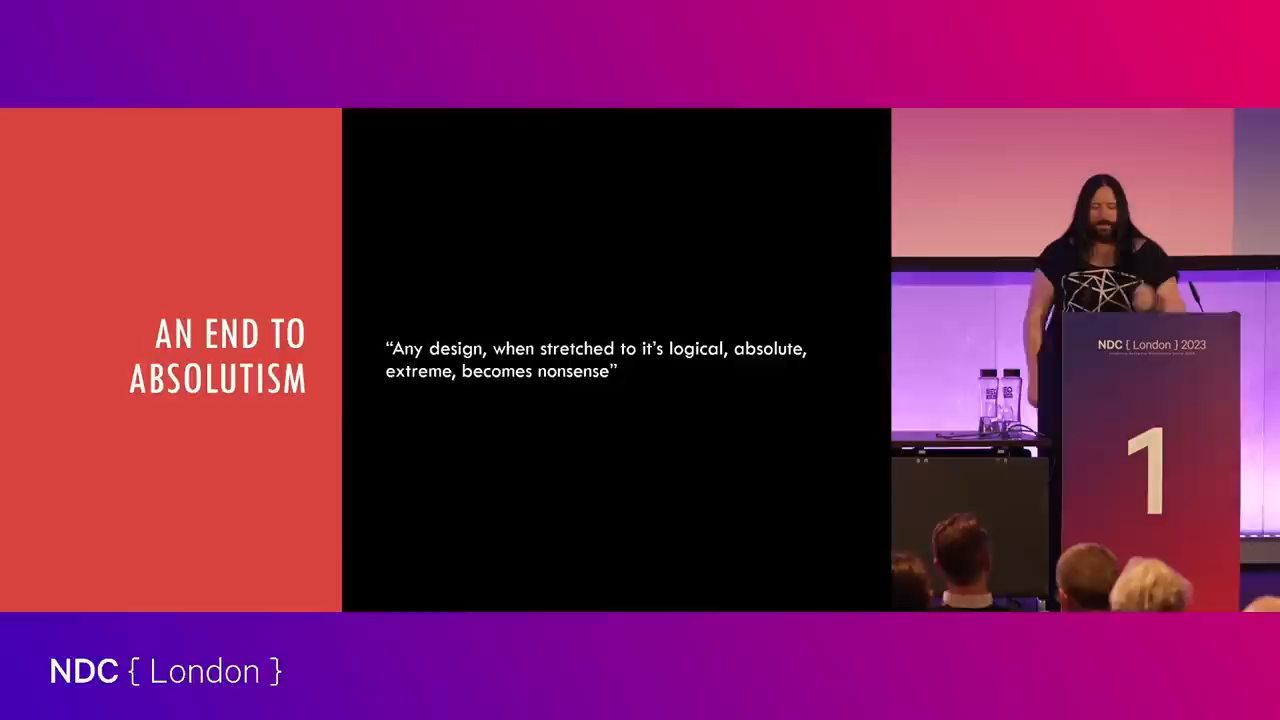 AN END TO
ABSOLUTISM
“Any design, when stretched to it’s logical, absolute,
extreme, becomes nonsense”
NDC { London } 2023
1
NDC { London }